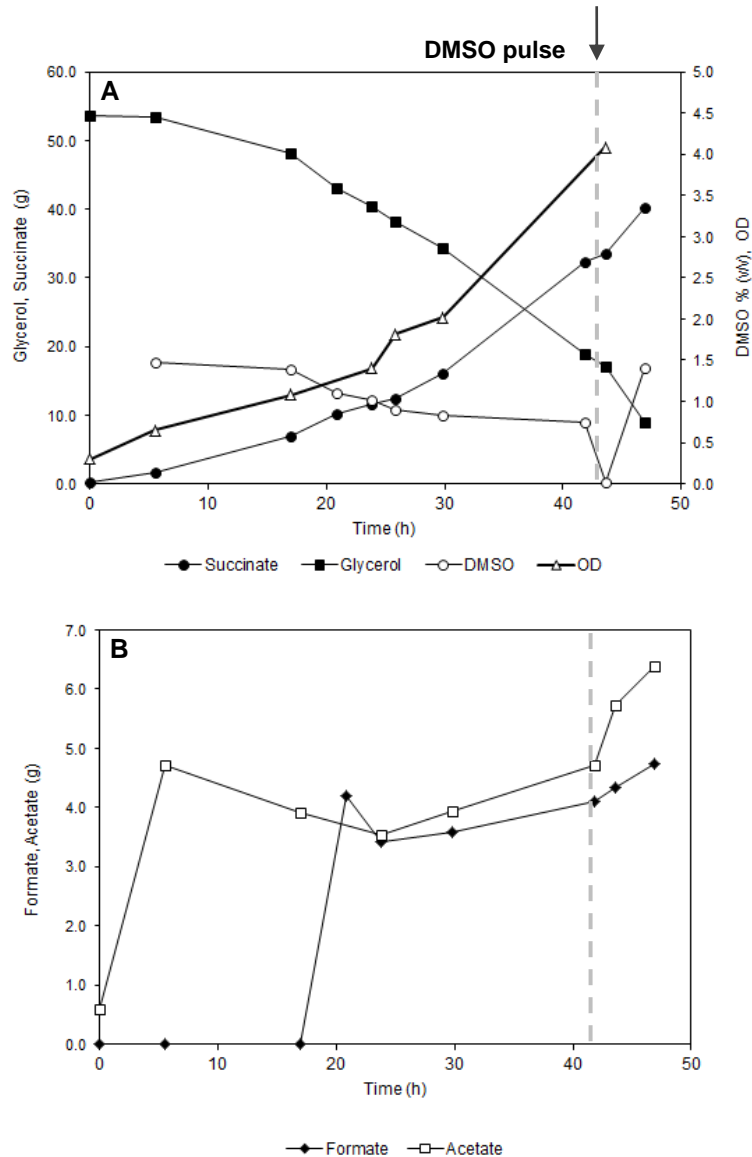 DMSO pulse
A
60.0
50.0
40.0
30.0
20.0
10.0
0.0
Glycerol, Succinate (g)
5.0
4.5
4.0
3.5
3.0
2.5
2.0
1.5
1.0
0.5
0.0
DMSO % (v/v), OD
0 10 20 30 40 50
Time (h)
Succinate Glycerol DMSO OD
B
7.0
6.0
5.0
4.0
3.0
2.0
1.0
0.0
Formate, Acetate (g)
0 10 20 30 40 50
Time (h)
Formate Acetate